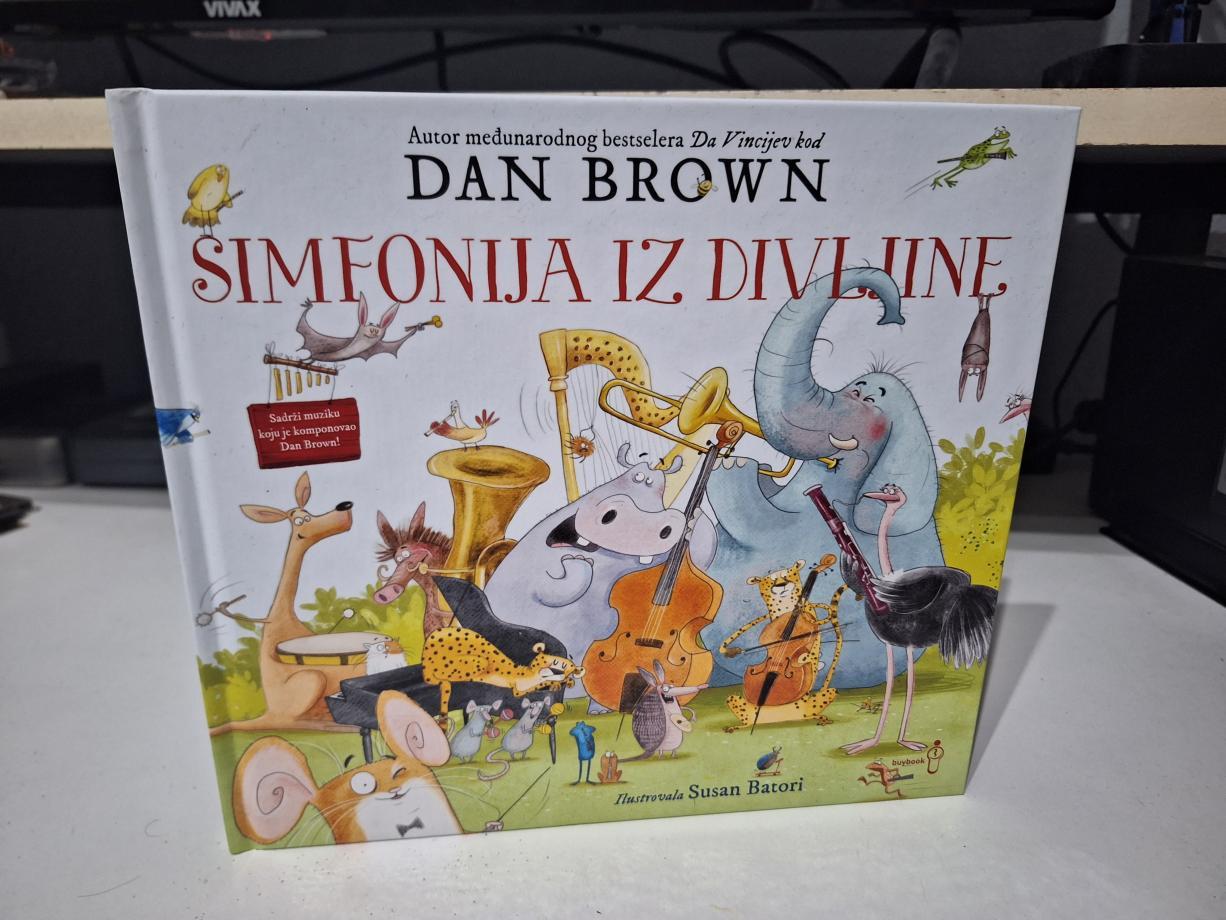 VIVAX
Autor međunarodnog bestselera Da Vincijev kod
DAN BROWN
SIMFONIJA IZ DIVLJINE
Sadrži muziku
koju je komponovao
Dan Brown!
buybook
Ilustrovala Susan Batori